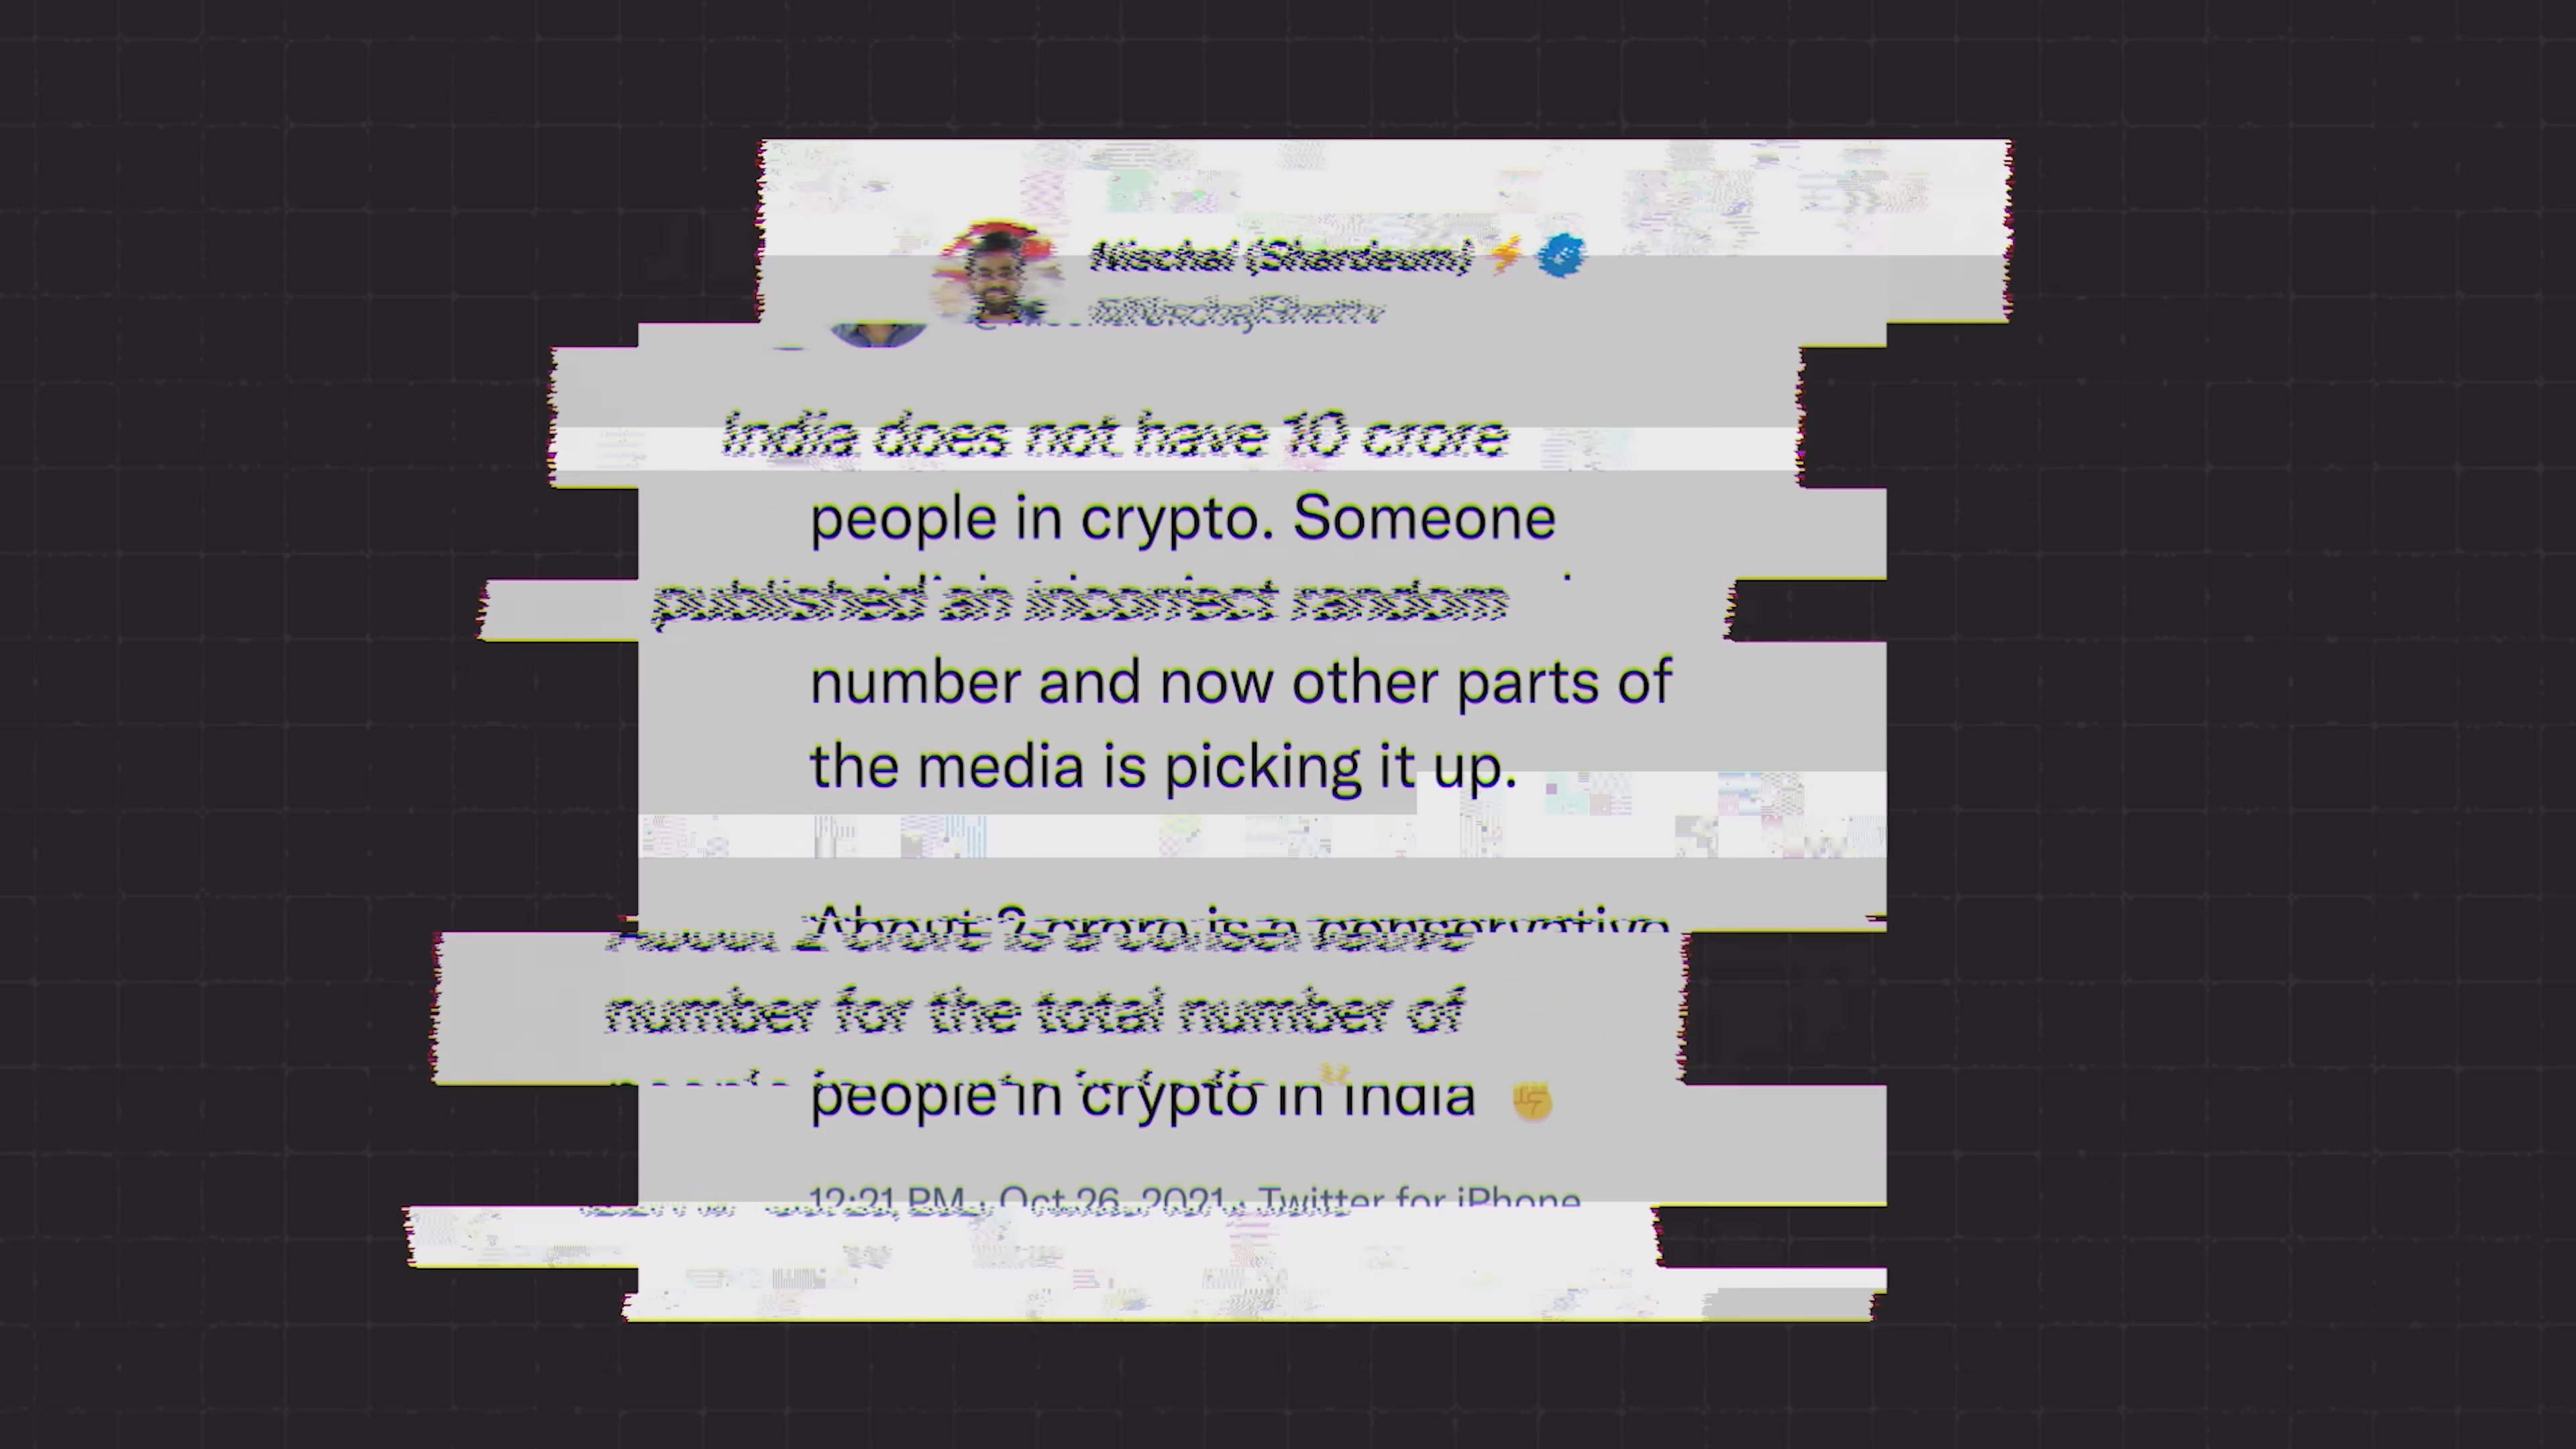 Nischal (Shardeum) ⚡
@NischalShetty
India does not have 10 crore
people in crypto. Someone
published an incorrect random
number and now other parts of
the media is picking it up.
About 2 crore is a conservative
number for the total number of
people in crypto in India ✊
12:21 PM · Oct 26, 2021 · Twitter for iPhone